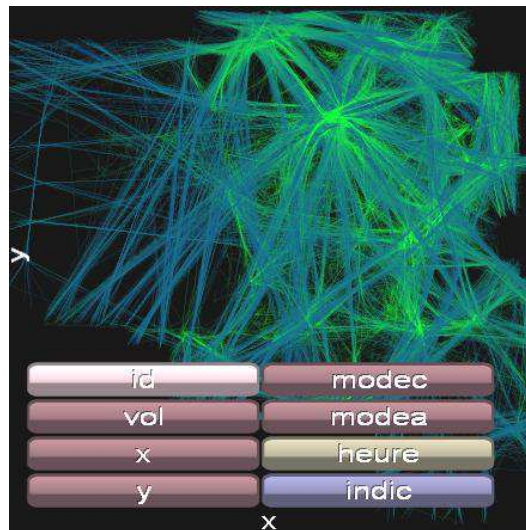 y
id modec
vol modea
x heure
y indic
x